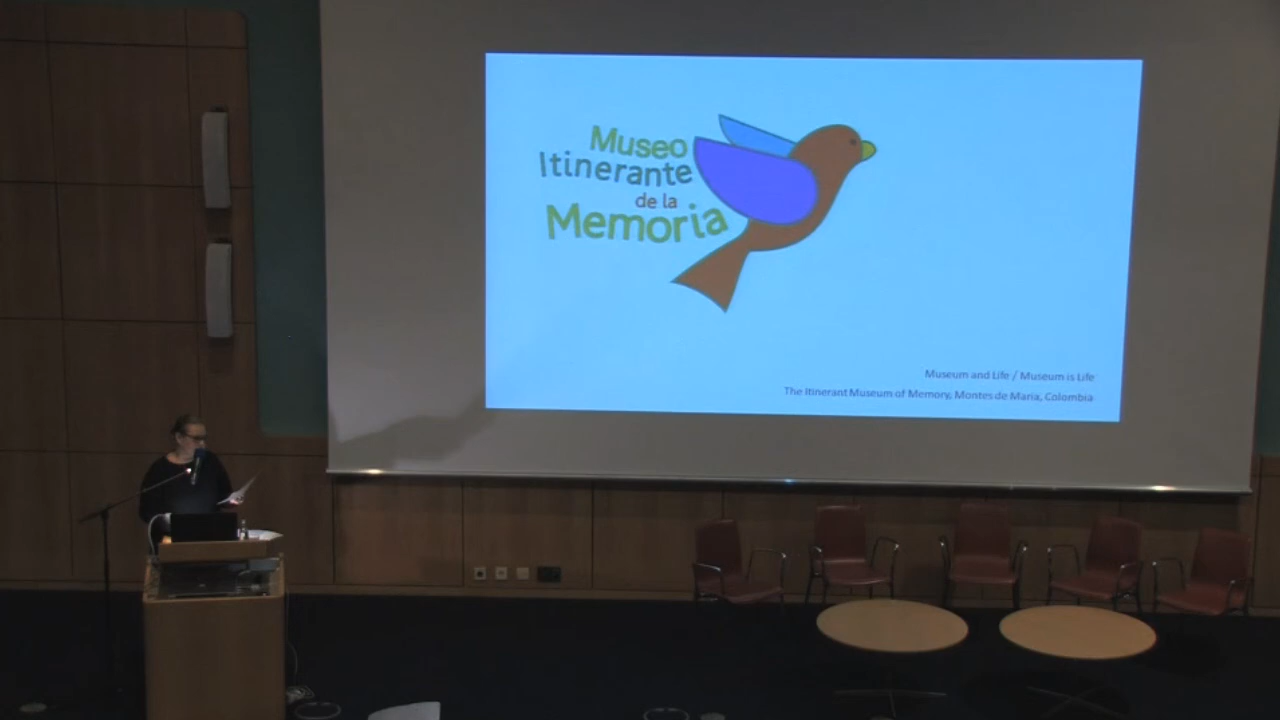 Museo
Itinerante
de la
Memoria
Museum and Life / Museum is Life
The Itinerant Museum of Memory, Montes de Maria, Colombia